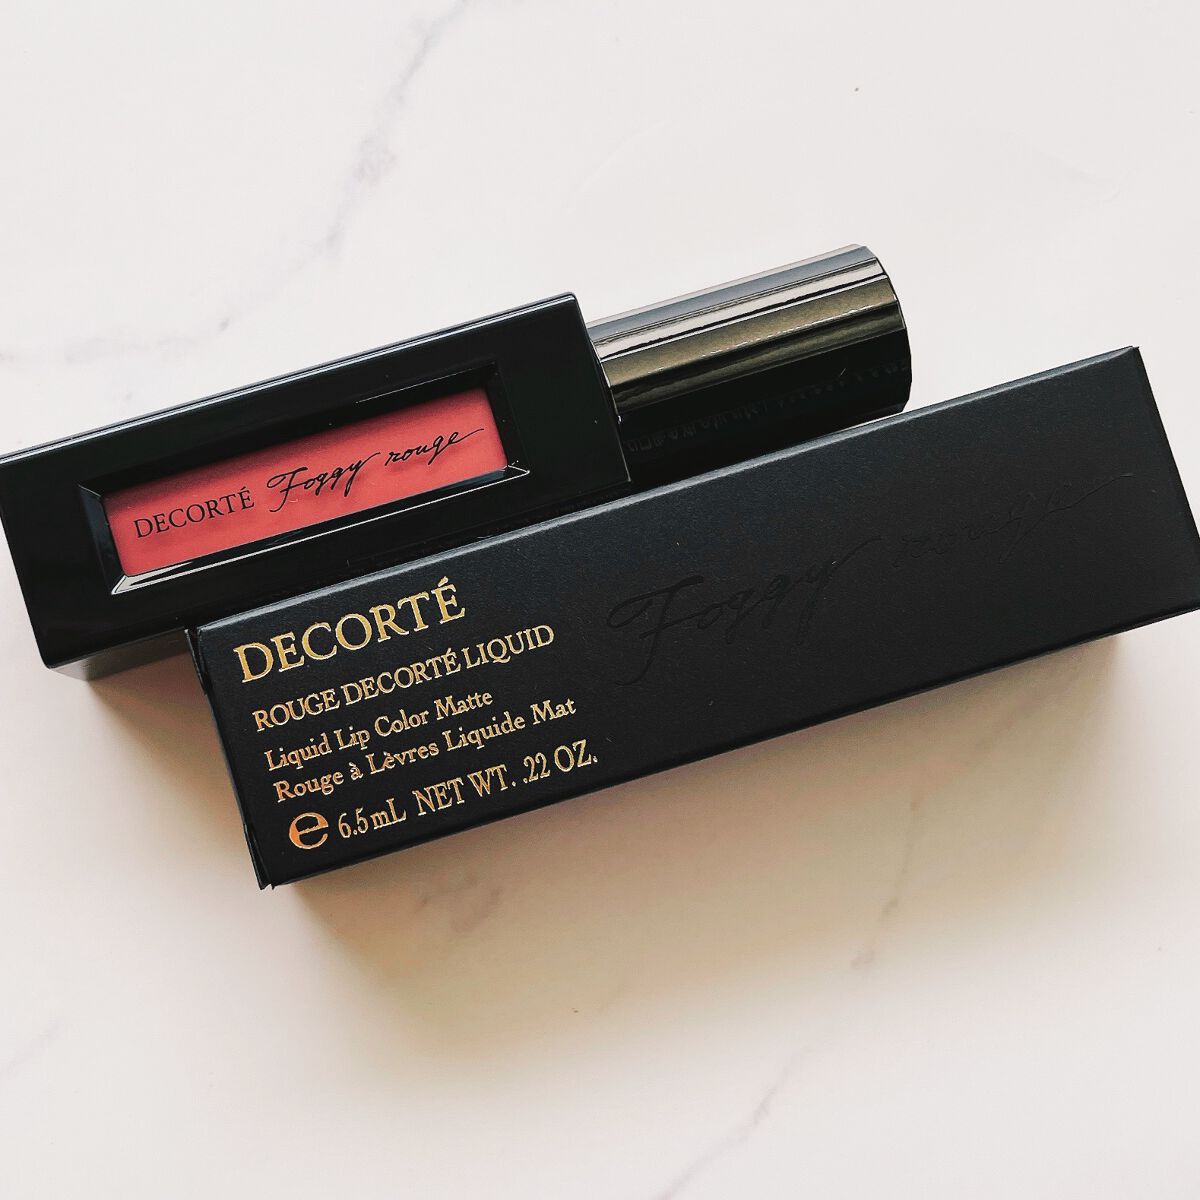 DECORTÉ Foggy rouge
DECORTÉ
ROUGE DECORTÉ LIQUID
Liquid Lip Color Matte
Rouge à Lèvres Liquide Mat
e 6.5mL NET WT. .22 OZ.
Foggy rouge